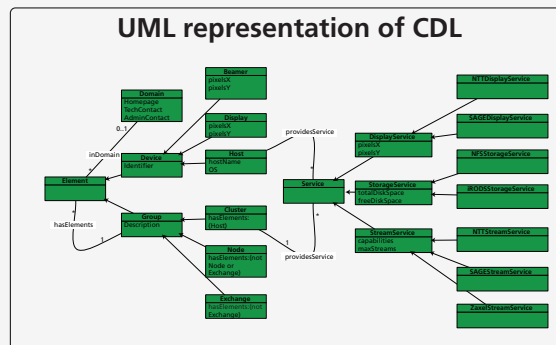 UML representation of CDL
Beamer
pixelsX
pixelsY
Domain
Homepage
TechContact
AdminContact
0..1
Display
pixelsX
pixelsY
inDomain
*
Device
Identifier
Host
hostName
OS
providesService
*
Element
*
hasElements
1
Group
Description
Cluster
hasElements:
(Host)
1
Node
hasElements:(not
Node or
Exchange)
Exchange
hasElements:(not
Exchange)
Service
*
providesService
DisplayService
pixelsX
pixelsY
StorageService
totalDiskSpace
freeDiskSpace
StreamService
capabilities
maxStreams
NTTDisplayService
SAGEDisplayService
NFSStorageService
iRODSStorageService
NTTStreamService
SAGEStreamService
ZaxelStreamService